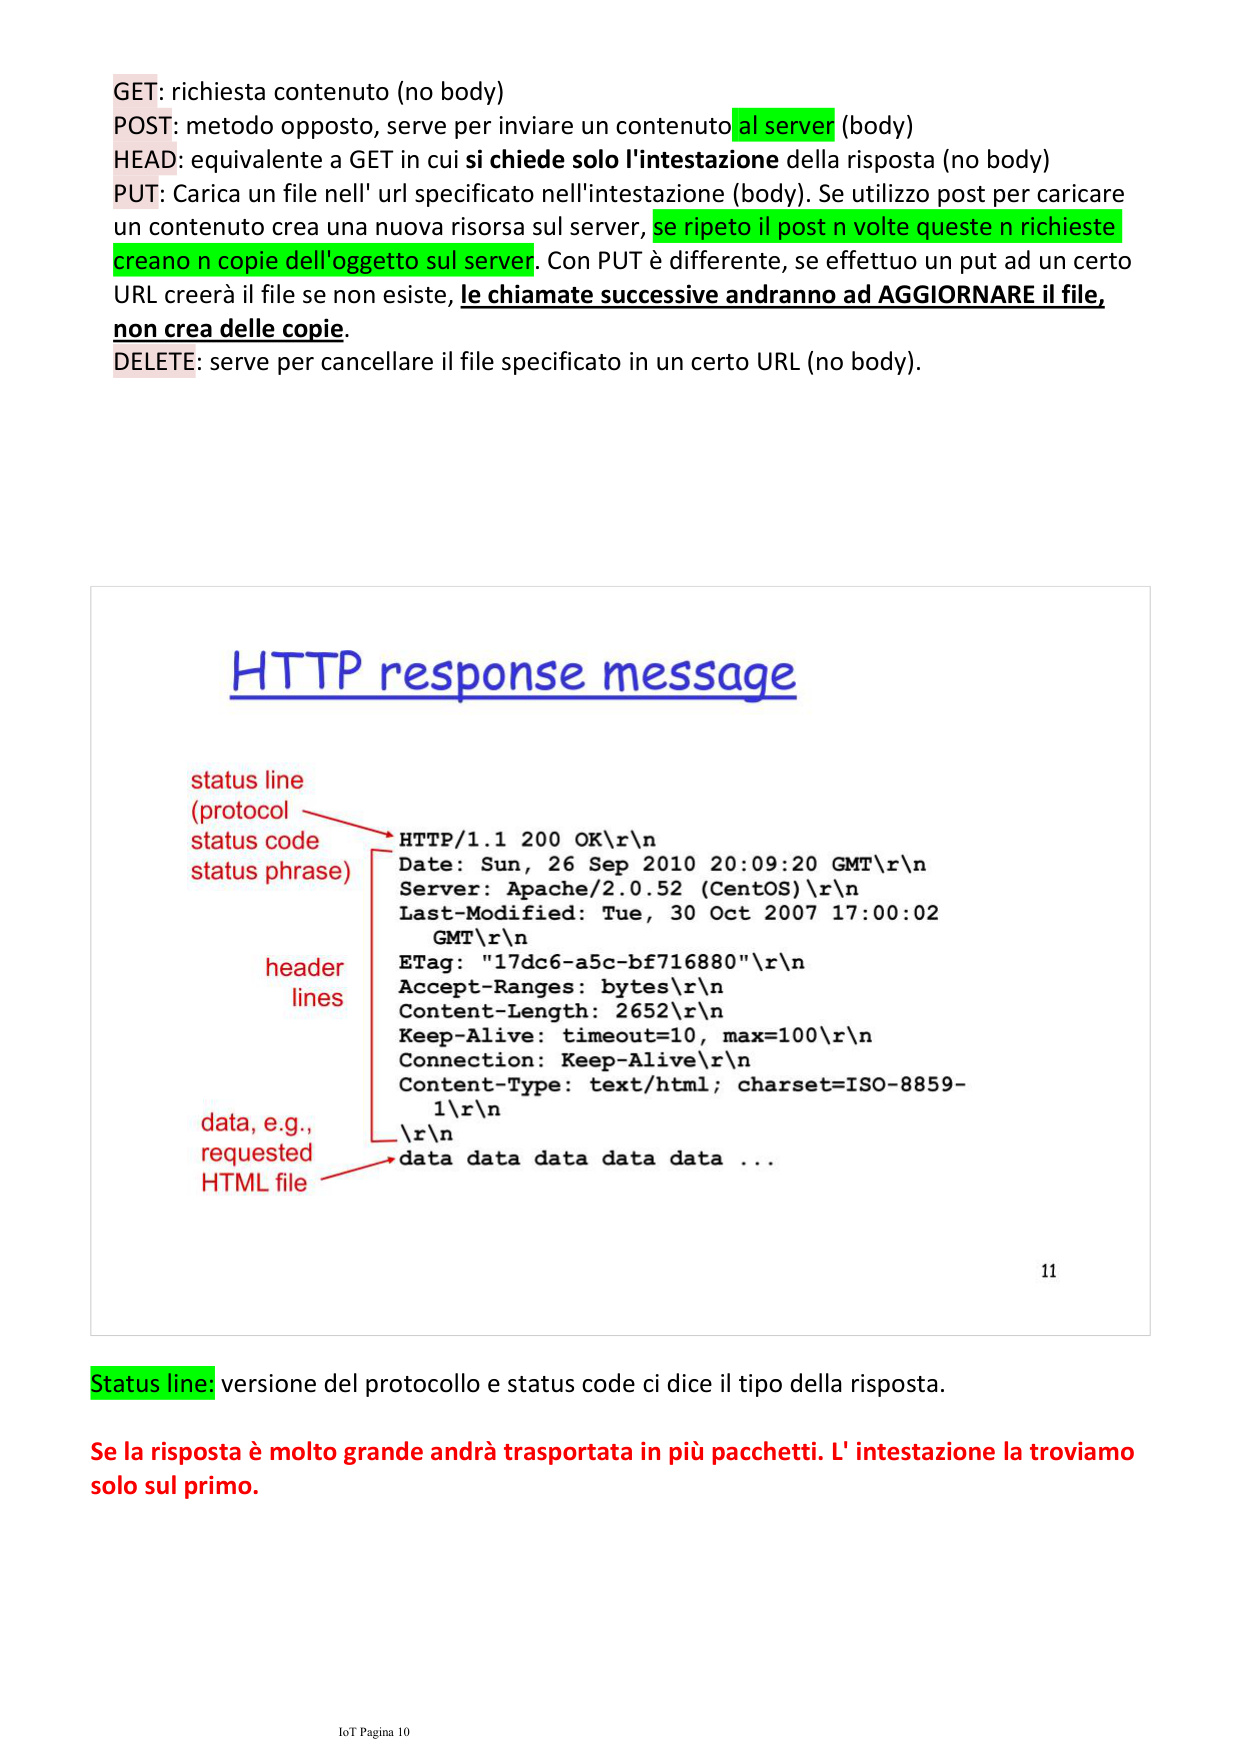 GET: richiesta contenuto (no body)
POST: metodo opposto, serve per inviare un contenuto al server (body)
HEAD: equivalente a GET in cui si chiede solo l'intestazione della risposta (no body)
PUT: Carica un file nell' url specificato nell'intestazione (body). Se utilizzo post per caricare
un contenuto crea una nuova risorsa sul server, se ripeto il post n volte queste n richieste
creano n copie dell'oggetto sul server. Con PUT è differente, se effettuo un put ad un certo
URL creerà il file se non esiste, le chiamate successive andranno ad AGGIORNARE il file,
non crea delle copie.
DELETE: serve per cancellare il file specificato in un certo URL (no body).
HTTP response message
status line
(protocol
status code
status phrase)
header
lines
data, e.g.,
requested
HTML file
HTTP/1.1 200 OK\r\n
Date: Sun, 26 Sep 2010 20:09:20 GMT\r\n
Server: Apache/2.0.52 (CentOS)\r\n
Last-Modified: Tue, 30 Oct 2007 17:00:02
GMT\r\n
ETag: "17dc6-a5c-bf716880"\r\n
Accept-Ranges: bytes\r\n
Content-Length: 2652\r\n
Keep-Alive: timeout=10, max=100\r\n
Connection: Keep-Alive\r\n
Content-Type: text/html; charset=ISO-8859-
1\r\n
\r\n
data data data data data ...
11
Status line: versione del protocollo e status code ci dice il tipo della risposta.
Se la risposta è molto grande andrà trasportata in più pacchetti. L' intestazione la troviamo
solo sul primo.
IoT Pagina 10